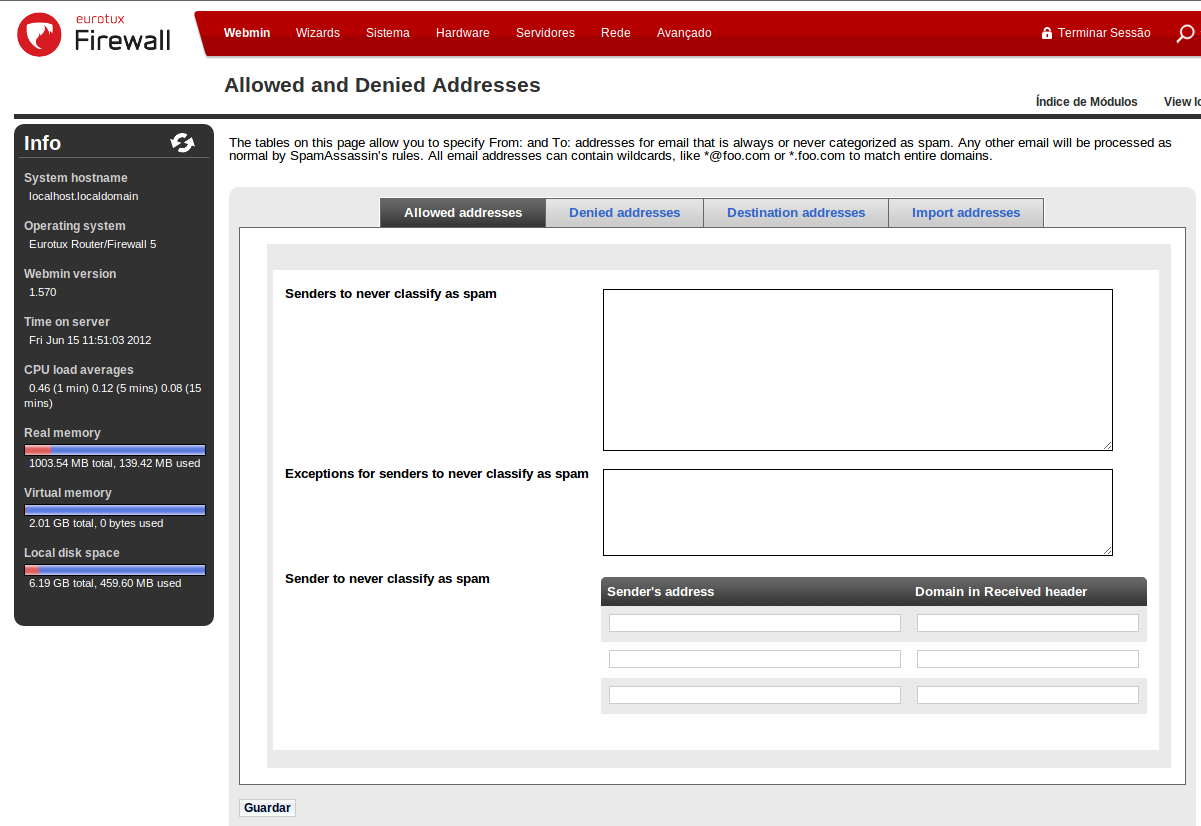 eurotux
Firewall
Webmin Wizards Sistema Hardware Servidores Rede Avançado Terminar Sessão
Allowed and Denied Addresses
Índice de Módulos View
Info
System hostname
localhost.localdomain
Operating system
Eurotux Router/Firewall 5
Webmin version
1.570
Time on server
Fri Jun 15 11:51:03 2012
CPU load averages
0.46 (1 min) 0.12 (5 mins) 0.08 (15
mins)
Real memory
1003.54 MB total, 139.42 MB used
Virtual memory
2.01 GB total, 0 bytes used
Local disk space
6.19 GB total, 459.60 MB used
The tables on this page allow you to specify From: and To: addresses for email that is always or never categorized as spam. Any other email will be processed as
normal by SpamAssassin's rules. All email addresses can contain wildcards, like *@foo.com or *.foo.com to match entire domains.
Allowed addresses Denied addresses Destination addresses Import addresses
Senders to never classify as spam
Exceptions for senders to never classify as spam
Sender to never classify as spam
Sender's address Domain in Received header
Guardar